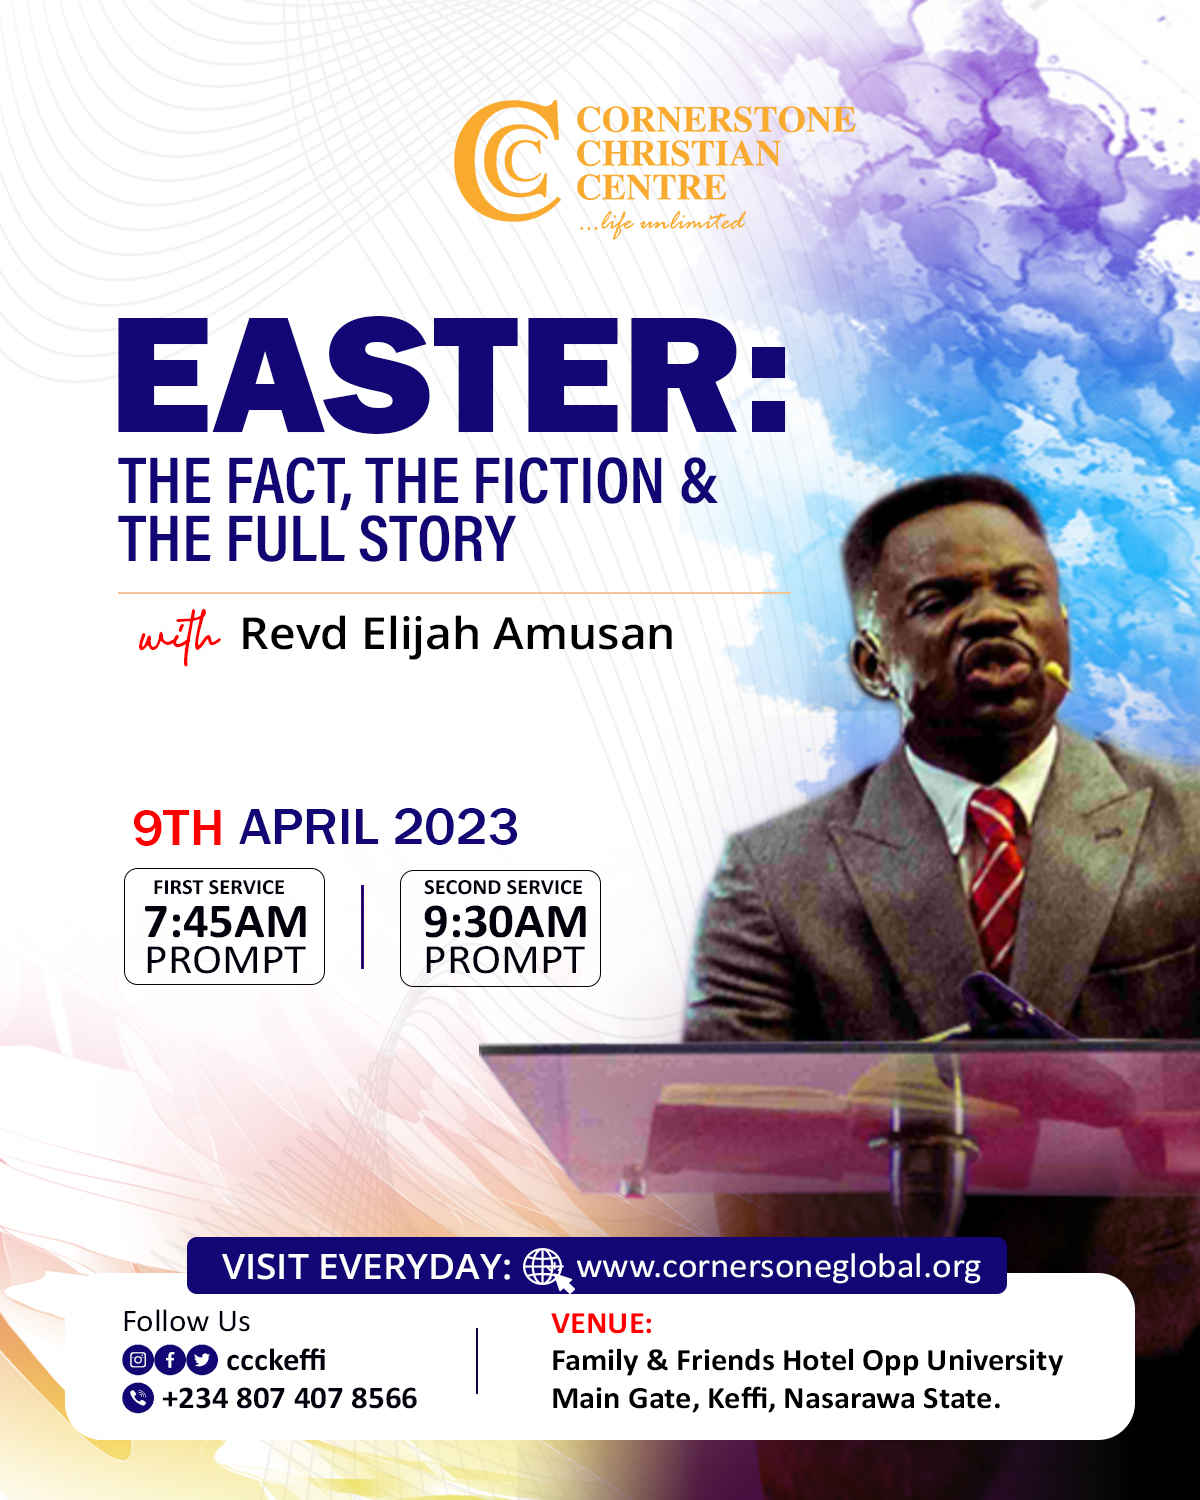 CORNERSTONE
CHRISTIAN
CENTRE
...life unlimited
EASTER:
THE FACT, THE FICTION &
THE FULL STORY
with Revd Elijah Amusan
9TH APRIL 2023
FIRST SERVICE
7:45AM
PROMPT
SECOND SERVICE
9:30AM
PROMPT
VISIT EVERYDAY: www.cornersoneglobal.org
Follow Us
ccckeffi
+234 807 407 8566
VENUE:
Family & Friends Hotel Opp University
Main Gate, Keffi, Nasarawa State.